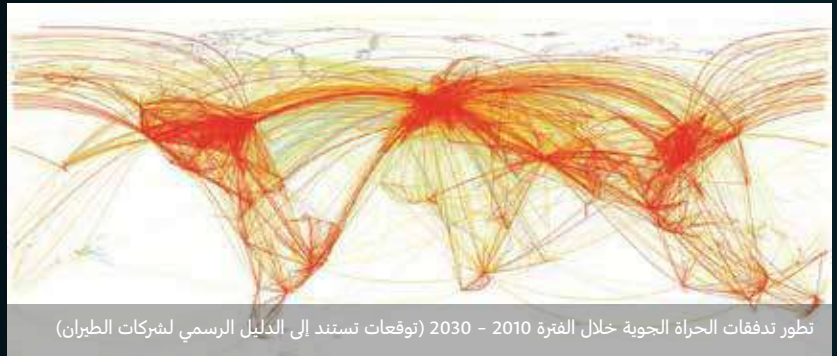 تطور تدفقات الحراة الجوية خلال الفترة 2010 - 2030 (توقعات تستند إلى الدليل الرسمي لشركات الطيران)